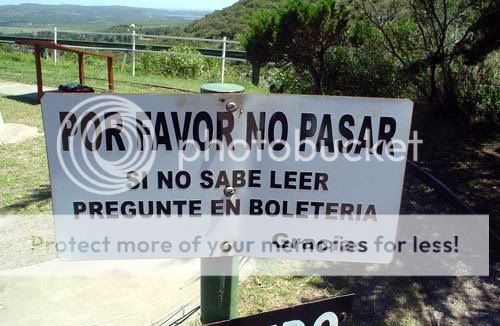 POR FAVOR NO PASAR
photobucket
SI NO SABE LEER
PREGUNTE EN BOLETERIA
Gracias
Protect more of your memories for less!